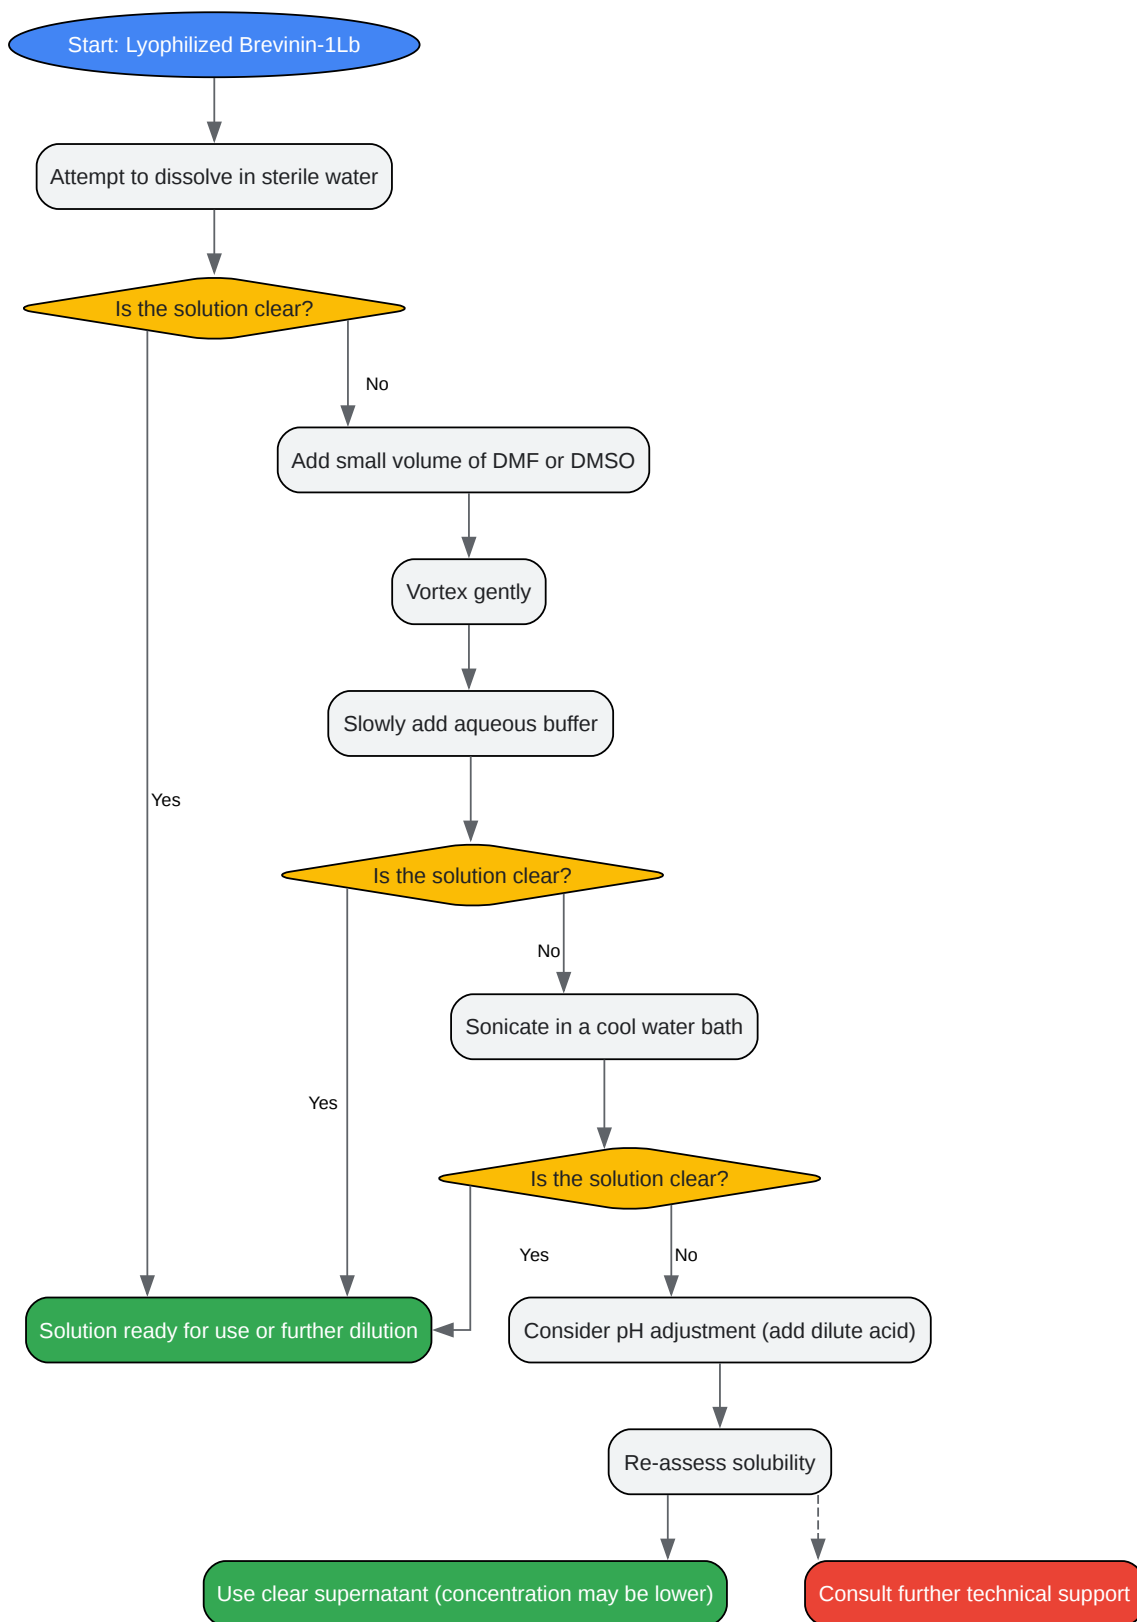 Start: Lyophilized Brevinin-1Lb
Attempt to dissolve in sterile water
Is the solution clear?
No
Add small volume of DMF or DMSO
Vortex gently
Slowly add aqueous buffer
Yes
Is the solution clear?
No
Sonicate in a cool water bath
Yes
Is the solution clear?
Yes
No
Solution ready for use or further dilution
Consider pH adjustment (add dilute acid)
Re-assess solubility
Use clear supernatant (concentration may be lower)
Consult further technical support